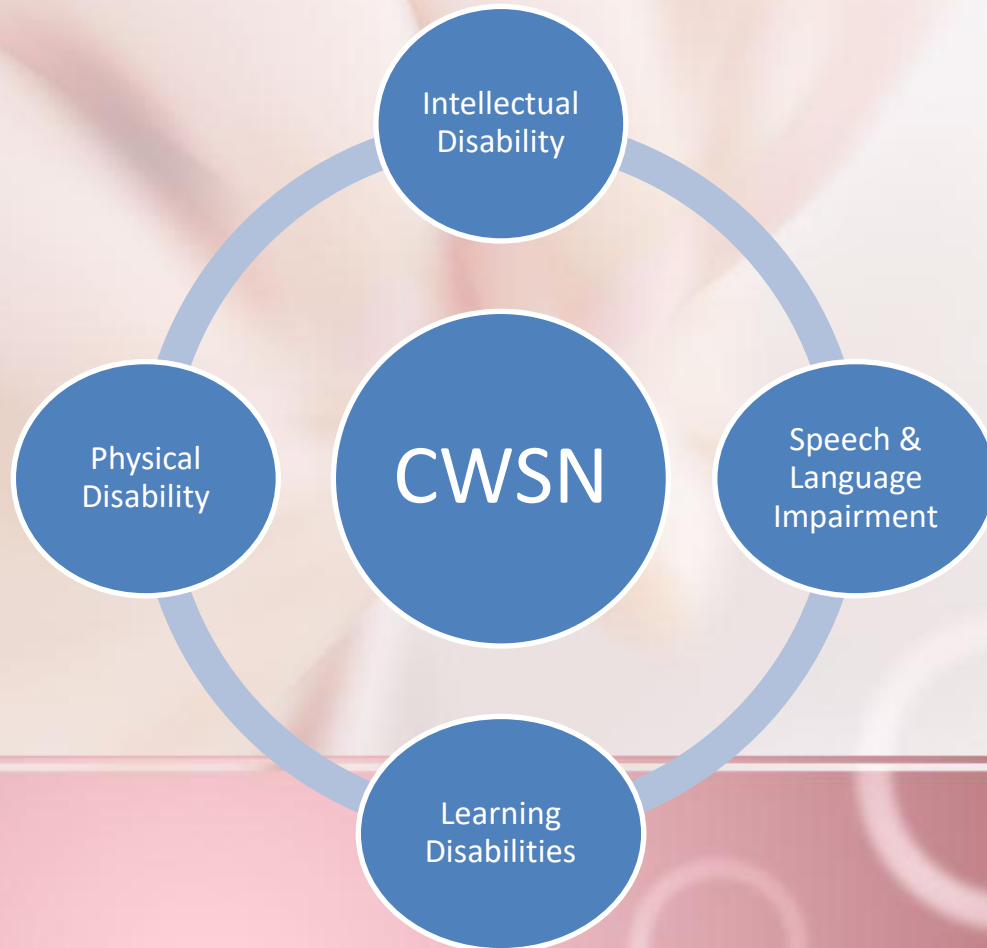 Intellectual
Disability
Physical
Disability
CWSN
Speech &
Language
Impairment
Learning
Disabilities